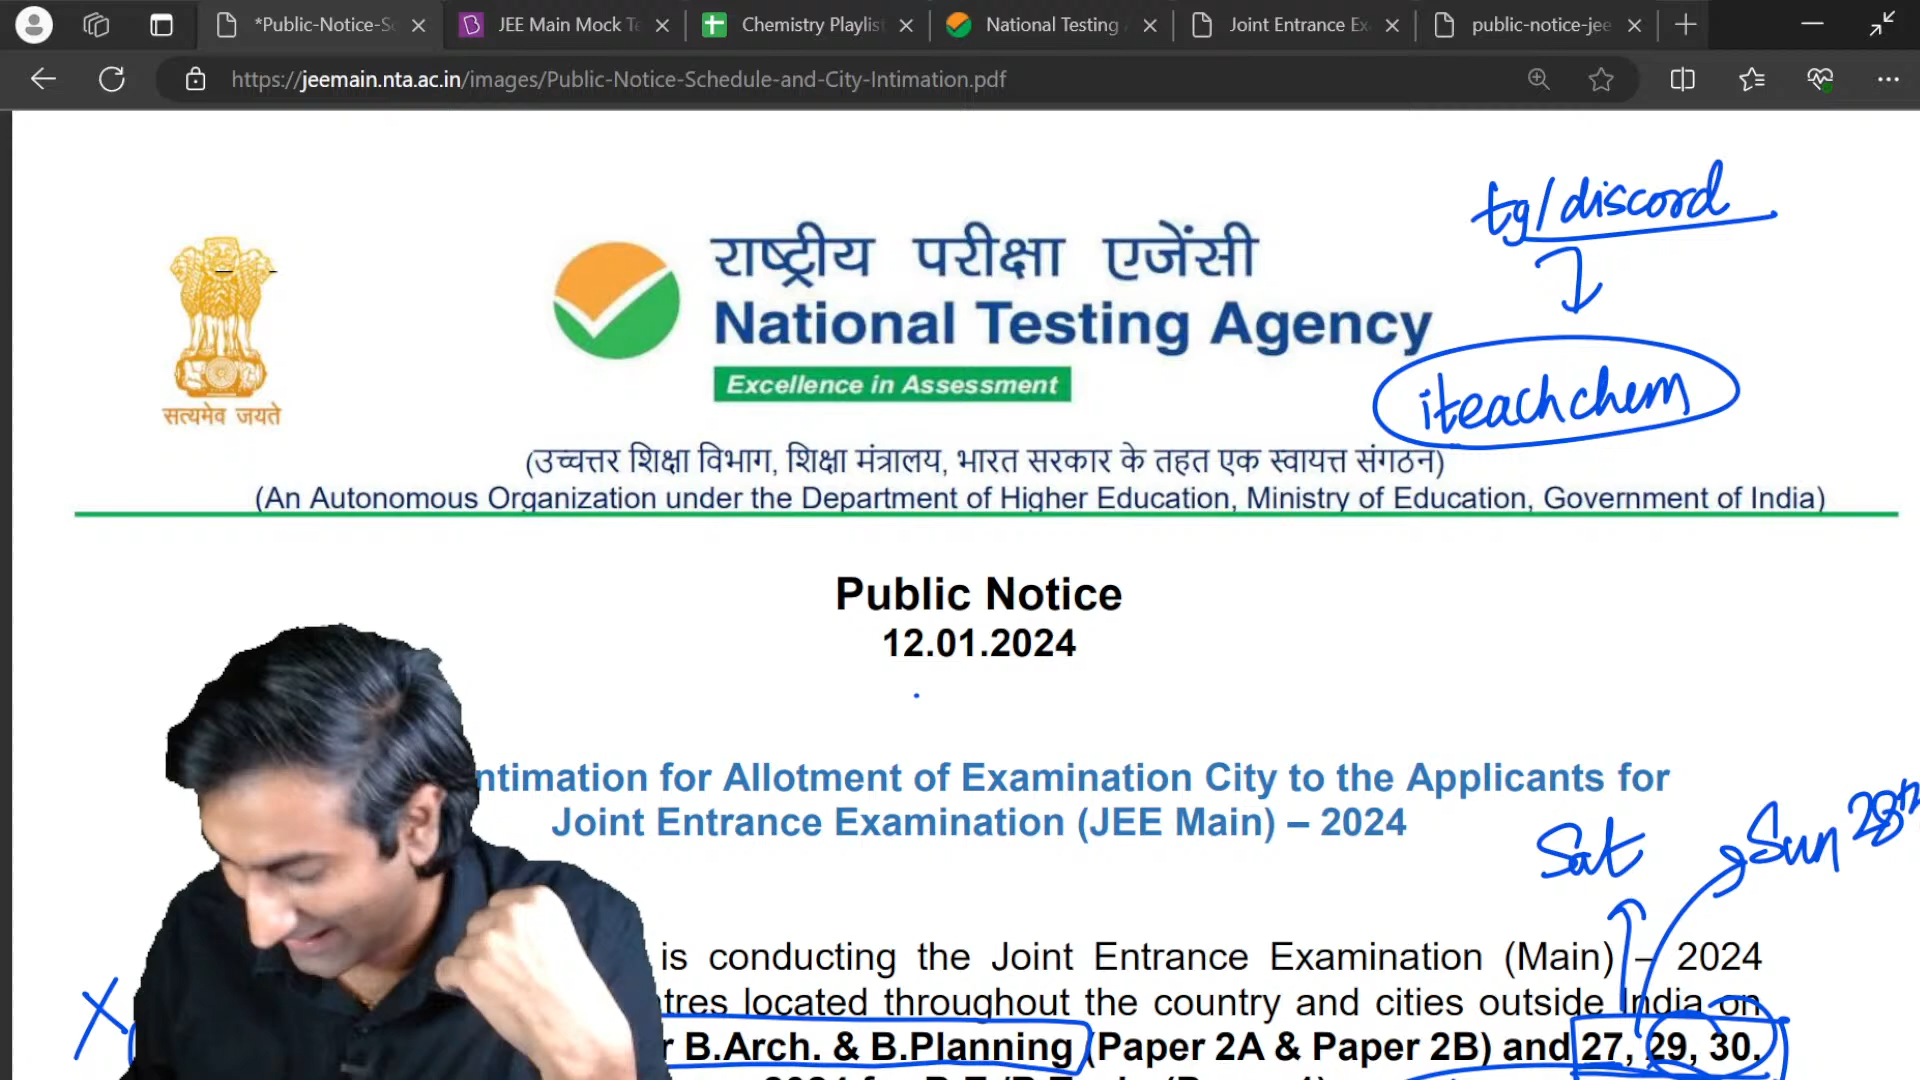 *Public-Notice-Sc
JEE Main Mock Te
Chemistry Playlist
National Testing
Joint Entrance Ex
public-notice-jee
https://jeemain.nta.ac.in/images/Public-Notice-Schedule-and-City-Intimation.pdf
tg/discord
iteachchem
राष्ट्रीय परीक्षा एजेंसी
National Testing Agency
Excellence in Assessment
सत्यमेव जयते
(उच्चत्तर शिक्षा विभाग, शिक्षा मंत्रालय, भारत सरकार के तहत एक स्वायत्त संगठन)
(An Autonomous Organization under the Department of Higher Education, Ministry of Education, Government of India)
Public Notice
12.01.2024
ntimation for Allotment of Examination City to the Applicants for
Joint Entrance Examination (JEE Main) – 2024
Sat
Sun 28th
is conducting the Joint Entrance Examination (Main) – 2024
tres located throughout the country and cities outside India on
r B.Arch. & B.Planning (Paper 2A & Paper 2B) and 27, 29, 30,